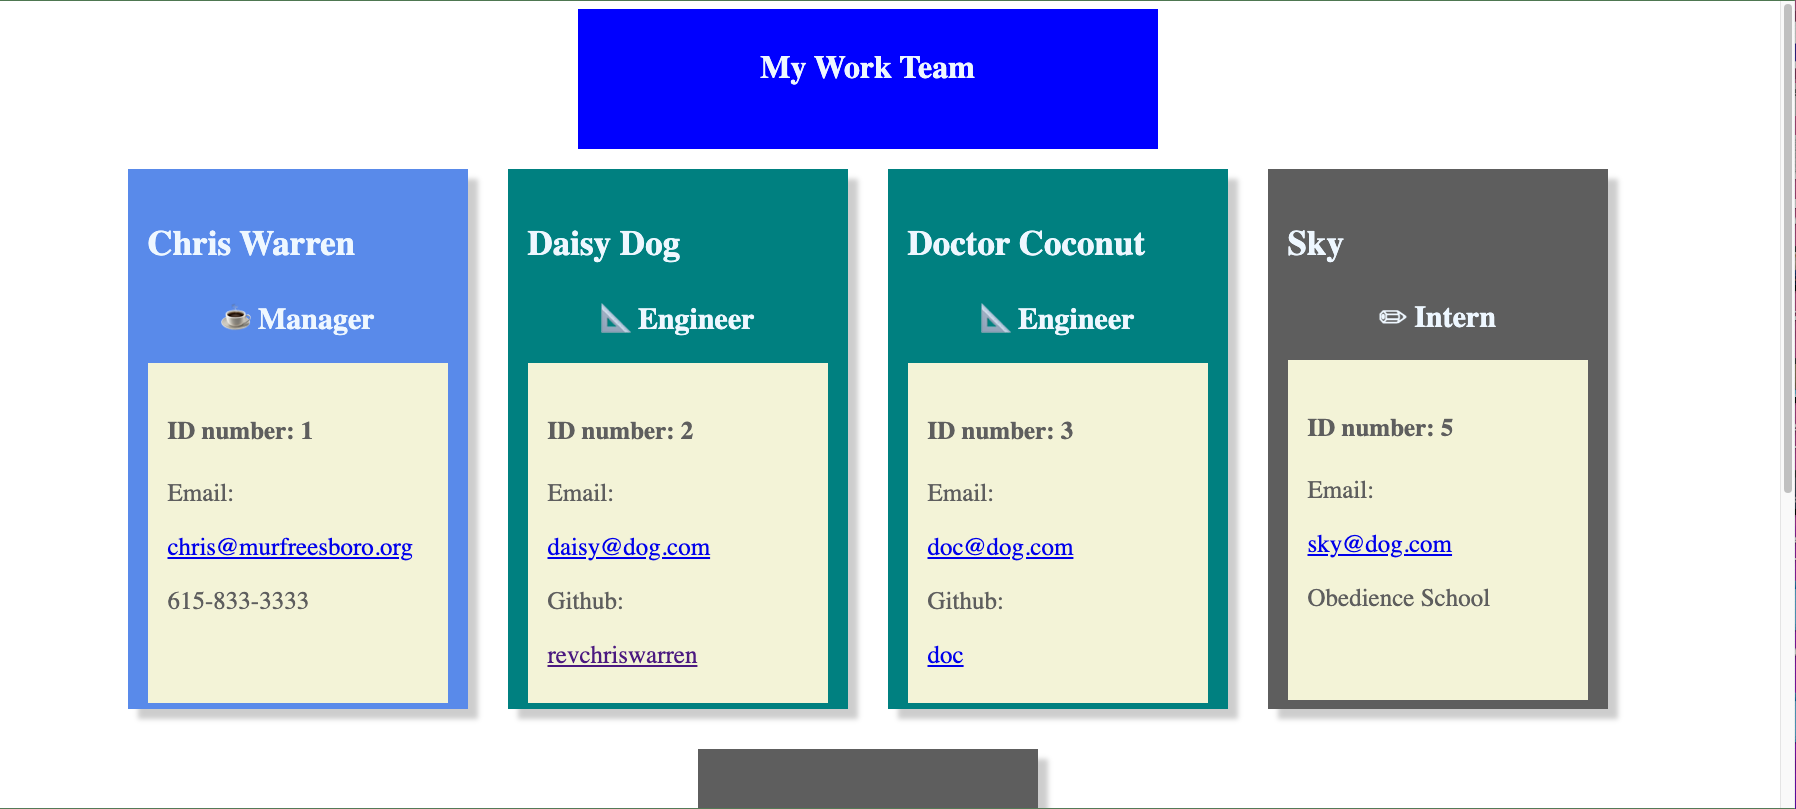 My Work Team
Chris Warren
☕ Manager
ID number: 1
Email:
chris@murfreesboro.org
615-833-3333
Daisy Dog
📐 Engineer
ID number: 2
Email:
daisy@dog.com
Github:
revchriswarren
Doctor Coconut
📐 Engineer
ID number: 3
Email:
doc@dog.com
Github:
doc
Sky
✏ Intern
ID number: 5
Email:
sky@dog.com
Obedience School